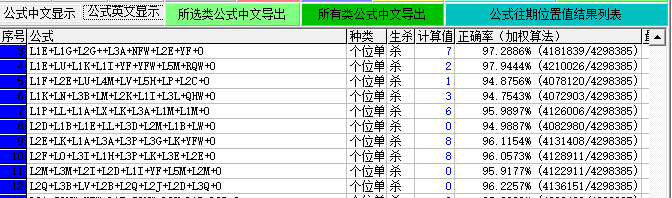 公式中文显示 公式英文显示 所选类公式中文导出 所有类公式中文导出 公式往期位置值结果列表
序号 公式 种类 生杀 计算值 正确率（加权算法）
3 L1E+L1G+L2G++L3A+NFW+L2E+YF+0 个位单 杀 7 97.2886% (4181839/4298385)
4 L1E+LU+L1K+L1I+YF+YFW+L5M+RQW+0 个位单 杀 2 97.9444% (4210026/4298385)
5 L1F+L2E+LU+L4M+LV+L5H+LP+L2C+0 个位单 杀 1 94.8756% (4078120/4298385)
6 L1K+LN+L3B+LM+L2K+L1I+L3L+QHW+0 个位单 杀 3 94.7543% (4072903/4298385)
7 L1P+LL+L1A+LX+LK+L3A+L1M+L1M+0 个位单 杀 6 95.9897% (4126006/4298385)
8 L2D+L1B+L1E+LL+L3D+L2M+L1B+LW+0 个位单 杀 0 94.9887% (4082980/4298385)
9 L2E+LK+L1A+L3A+L3P+L3G+LK+YFW+0 个位单 杀 8 96.1154% (4131408/4298385)
10 L2F+LO+L3I+L1H+L3P+LK+L3E+L2E+0 个位单 杀 8 96.0573% (4128911/4298385)
11 L2M+L3M+L2I+L2D+L1I+YF+L5M+L2M+0 个位单 杀 0 95.9177% (4122911/4298385)
12 L2Q+L3B+LV+L2B+L2Q+L2J+L2D+L3Q+0 个位单 杀 0 96.2257% (4136151/4298385)